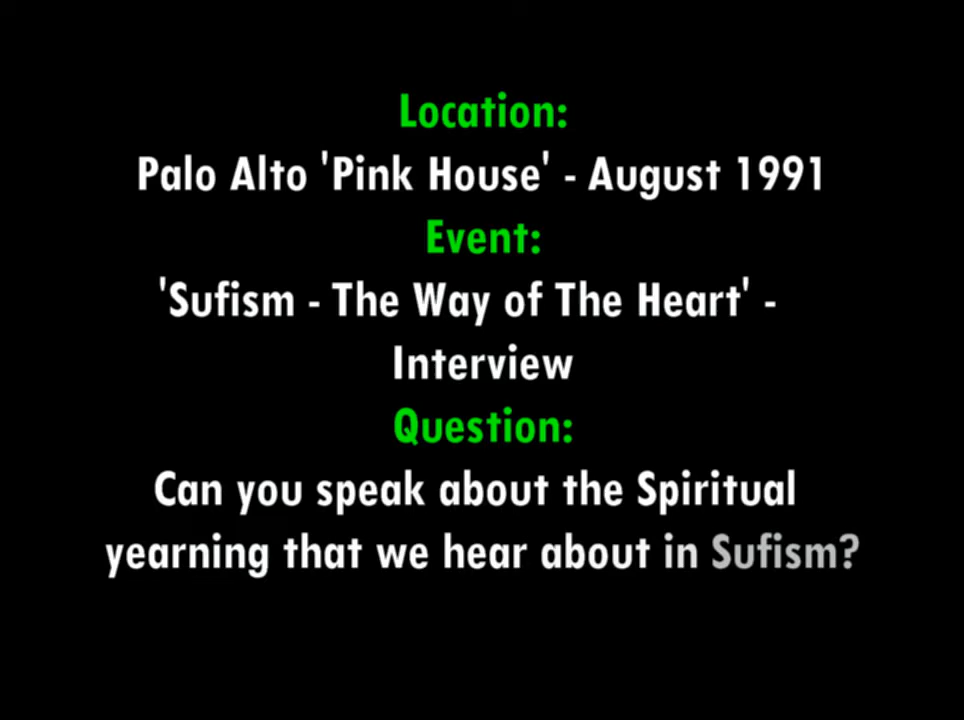 Location:
Palo Alto 'Pink House' - August 1991
Event:
'Sufism - The Way of The Heart' -
Interview
Question:
Can you speak about the Spiritual
yearning that we hear about in Sufism?